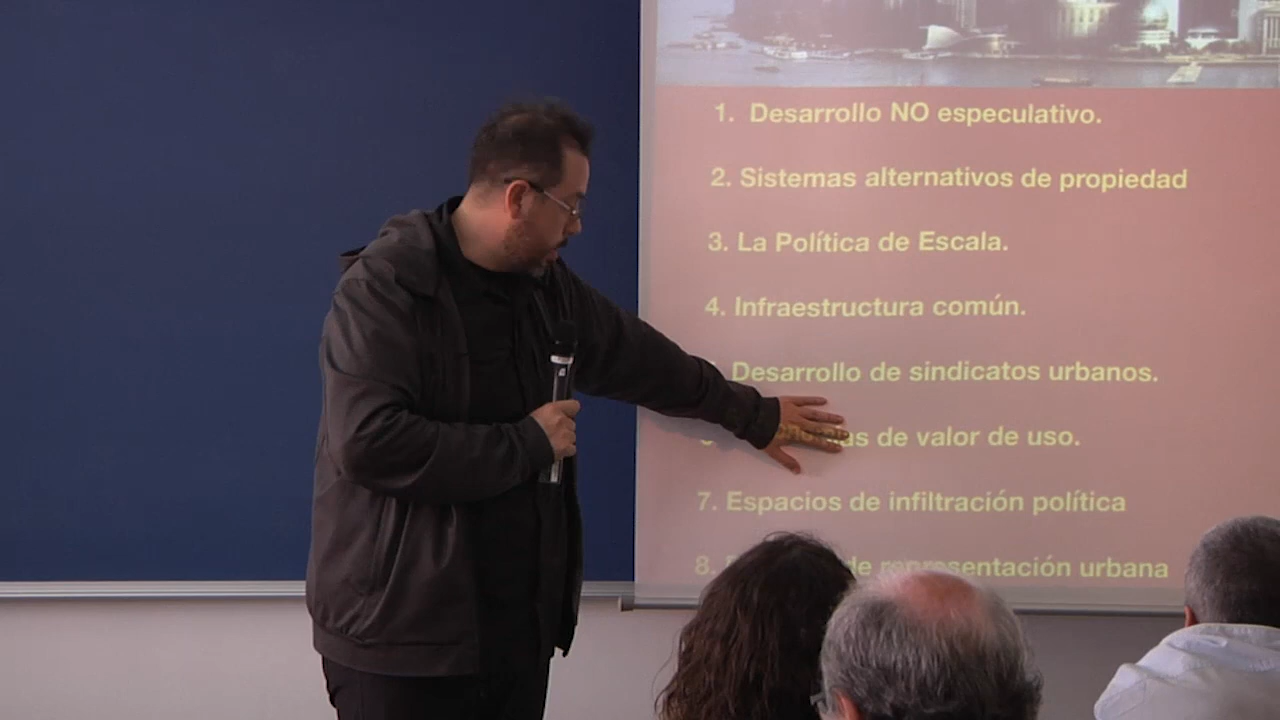 1. Desarrollo NO especulativo.
2. Sistemas alternativos de propiedad
3. La Política de Escala.
4. Infraestructura común.
Desarrollo de sindicatos urbanos.
de valor de uso.
7. Espacios de infiltración política
8. de representación urbana